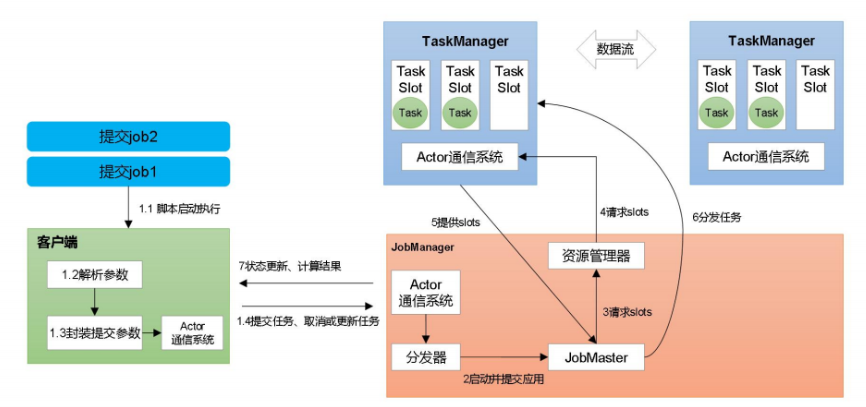 TaskManager
Task
Slot
Task
Task
Slot
Task
Task
Slot
Actor通信系统
数据流
TaskManager
Task
Slot
Task
Task
Slot
Task
Task
Slot
Actor通信系统
提交job2
提交job1
1.1 脚本启动执行
客户端
1.2解析参数
1.3封装提交参数
Actor
通信系统
7状态更新、计算结果
1.4提交任务、取消或更新任务
5提供slots
4请求slots
6分发任务
JobManager
Actor
通信系统
资源管理器
3请求slots
分发器
2启动并提交应用
JobMaster